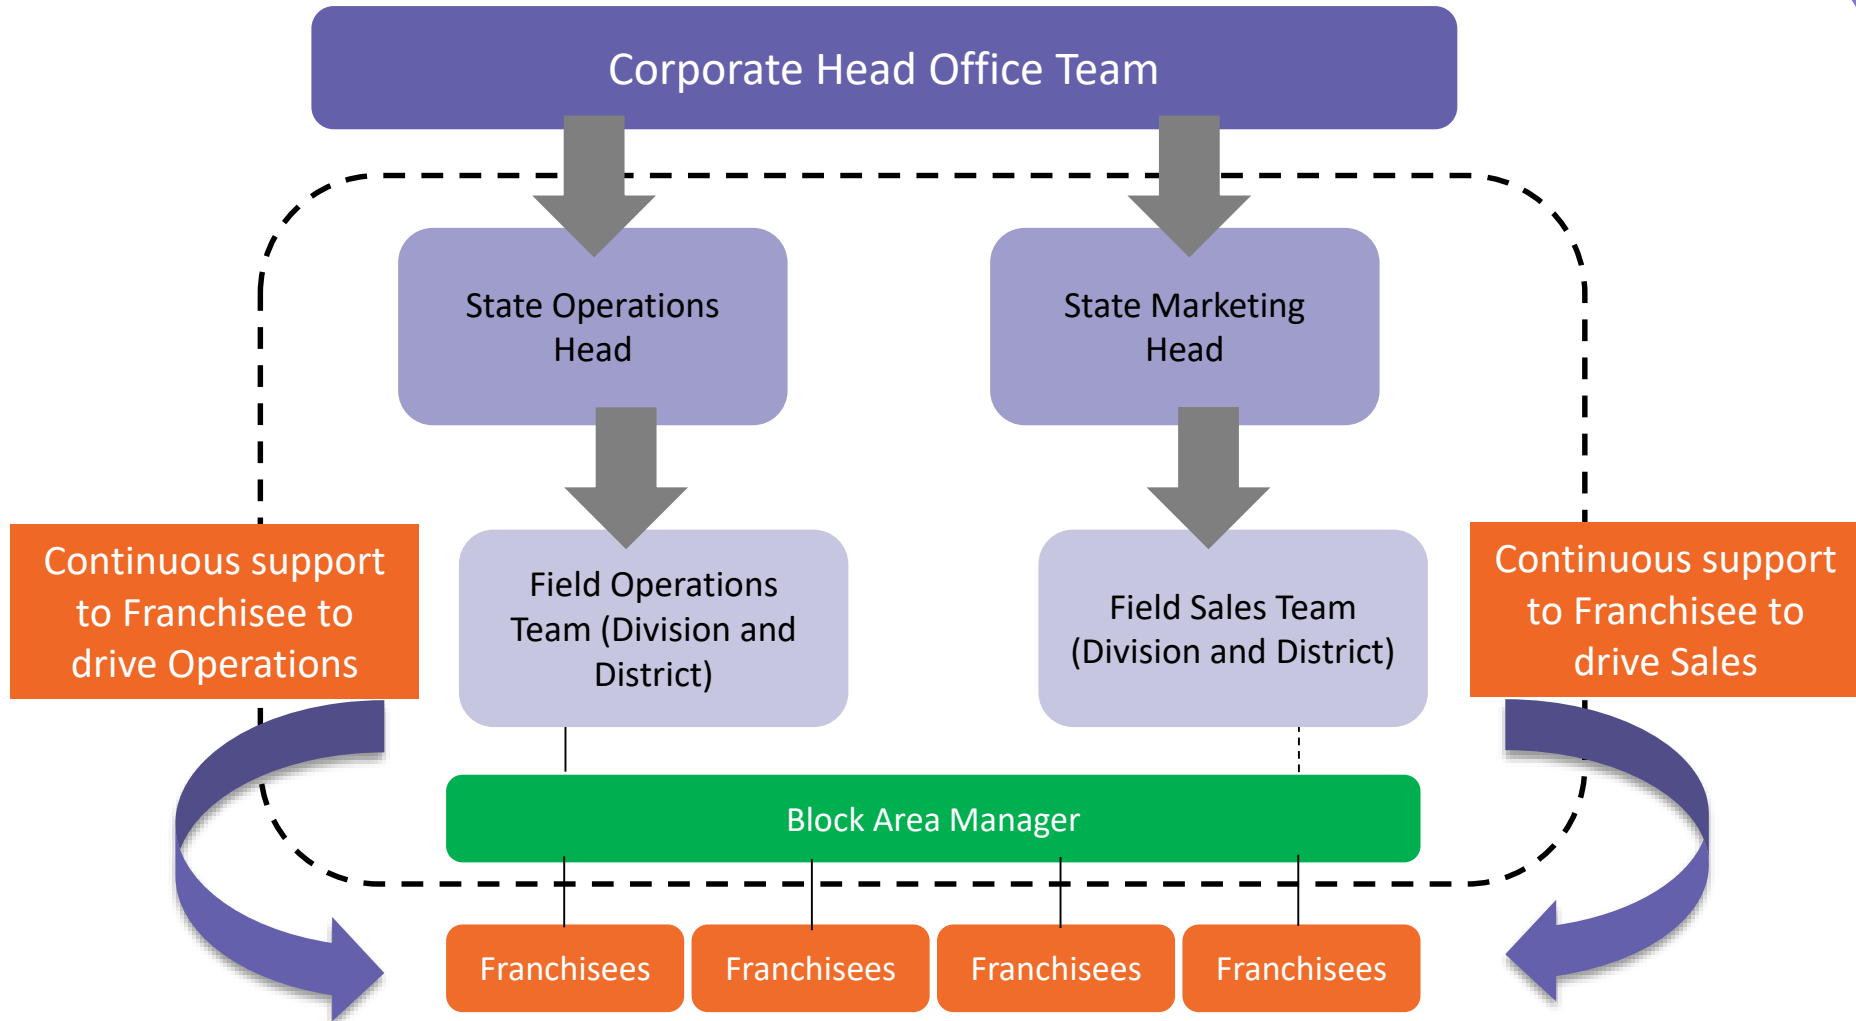 Corporate Head Office Team
State Operations
Head
State Marketing
Head
Continuous support
to Franchisee to
drive Operations
Field Operations
Team (Division and
District)
Field Sales Team
(Division and District)
Continuous support
to Franchisee to
drive Sales
Block Area Manager
Franchisees
Franchisees
Franchisees
Franchisees